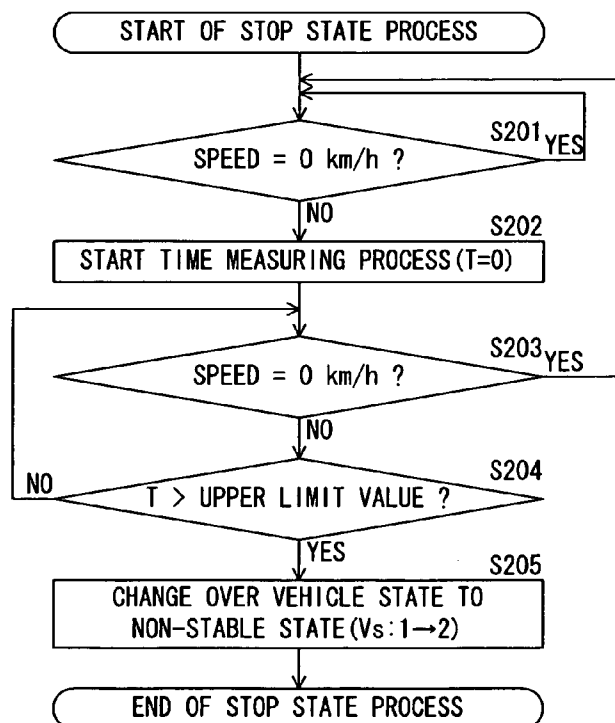 START OF STOP STATE PROCESS
S201
SPEED = 0 km/h ?
YES
NO
S202
START TIME MEASURING PROCESS(T=0)
S203
SPEED = 0 km/h ?
YES
NO
S204
NO
T > UPPER LIMIT VALUE ?
YES
S205
CHANGE OVER VEHICLE STATE TO
NON-STABLE STATE(Vs:1→2)
END OF STOP STATE PROCESS